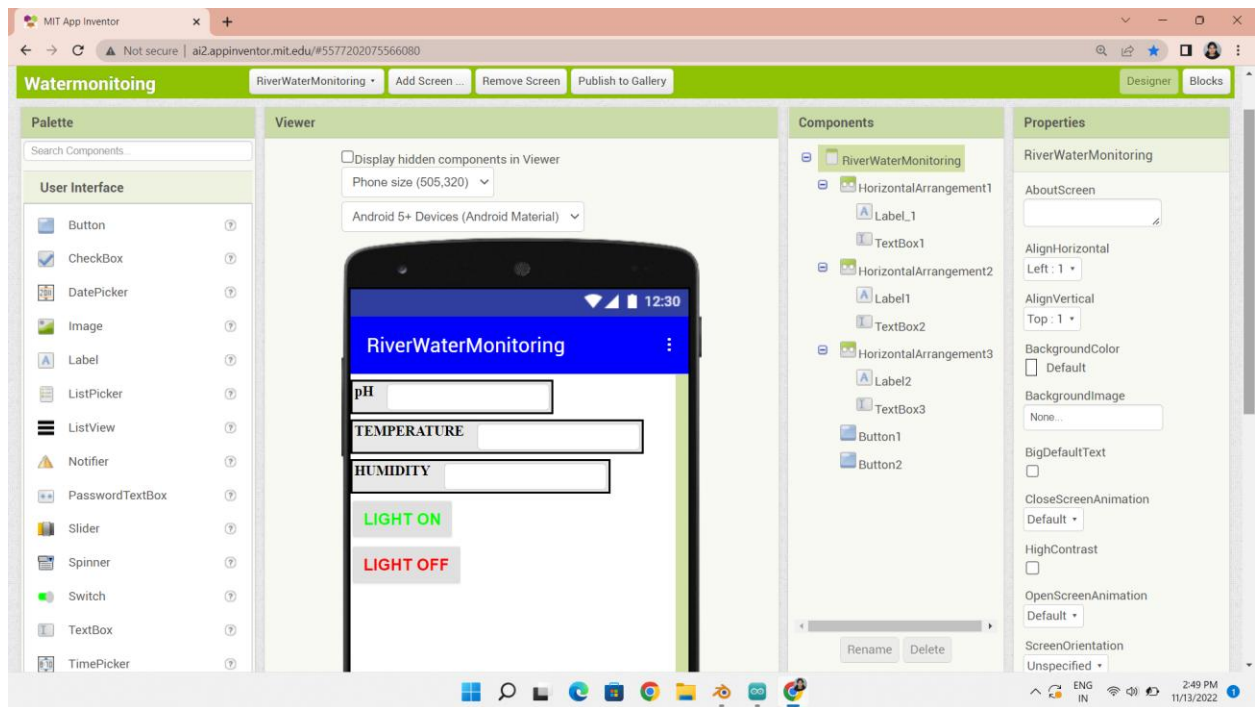 MIT App Inventor
Not secure | ai2.appinventor.mit.edu/#5577202075566080
Watermonitoing
RiverWaterMonitoring
Add Screen ...
Remove Screen
Publish to Gallery
Designer
Blocks
Palette
Search Components...
User Interface
Button
CheckBox
DatePicker
Image
Label
ListPicker
ListView
Notifier
PasswordTextBox
Slider
Spinner
Switch
TextBox
TimePicker
Viewer
Display hidden components in Viewer
Phone size (505,320)
Android 5+ Devices (Android Material)
12:30
RiverWaterMonitoring
pH
TEMPERATURE
HUMIDITY
LIGHT ON
LIGHT OFF
Components
RiverWaterMonitoring
HorizontalArrangement1
Label_1
TextBox1
HorizontalArrangement2
Label1
TextBox2
HorizontalArrangement3
Label2
TextBox3
Button1
Button2
Rename
Delete
Properties
RiverWaterMonitoring
AboutScreen
AlignHorizontal
Left : 1
AlignVertical
Top : 1
BackgroundColor
Default
BackgroundImage
None...
BigDefaultText
CloseScreenAnimation
Default
HighContrast
OpenScreenAnimation
Default
ScreenOrientation
Unspecified
ENG
IN
2:49 PM
11/13/2022
1